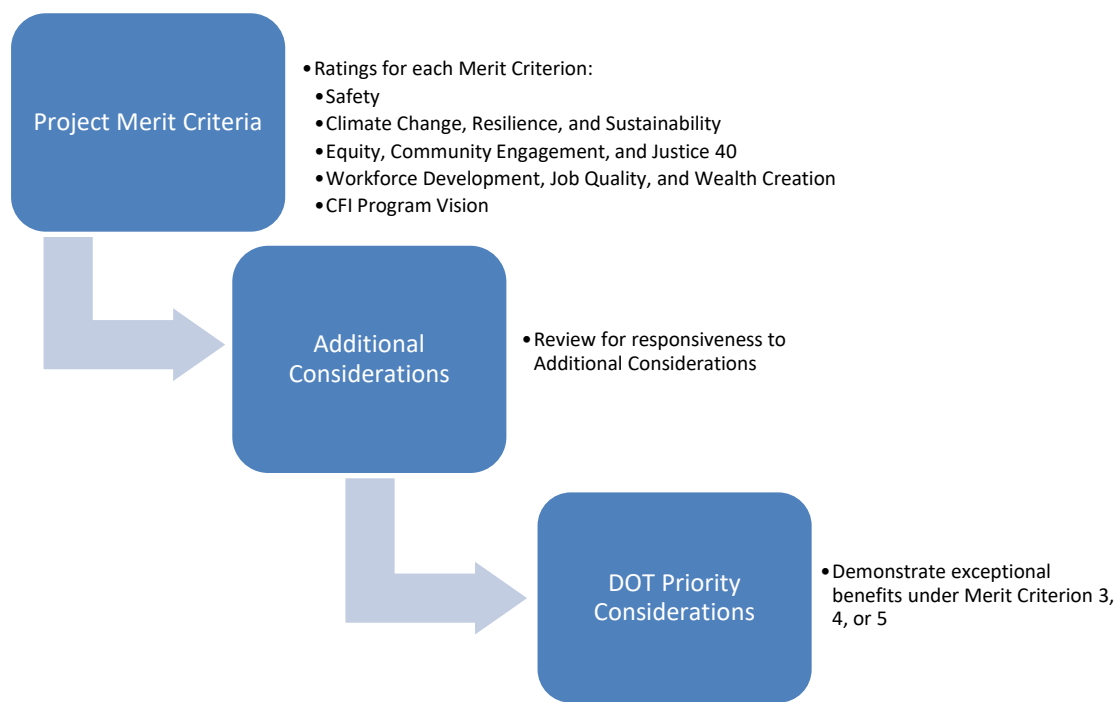 Project Merit Criteria
•Ratings for each Merit Criterion:
•Safety
•Climate Change, Resilience, and Sustainability
•Equity, Community Engagement, and Justice 40
•Workforce Development, Job Quality, and Wealth Creation
•CFI Program Vision
Additional
Considerations
•Review for responsiveness to
Additional Considerations
DOT Priority
Considerations
•Demonstrate exceptional
benefits under Merit Criterion 3,
4, or 5